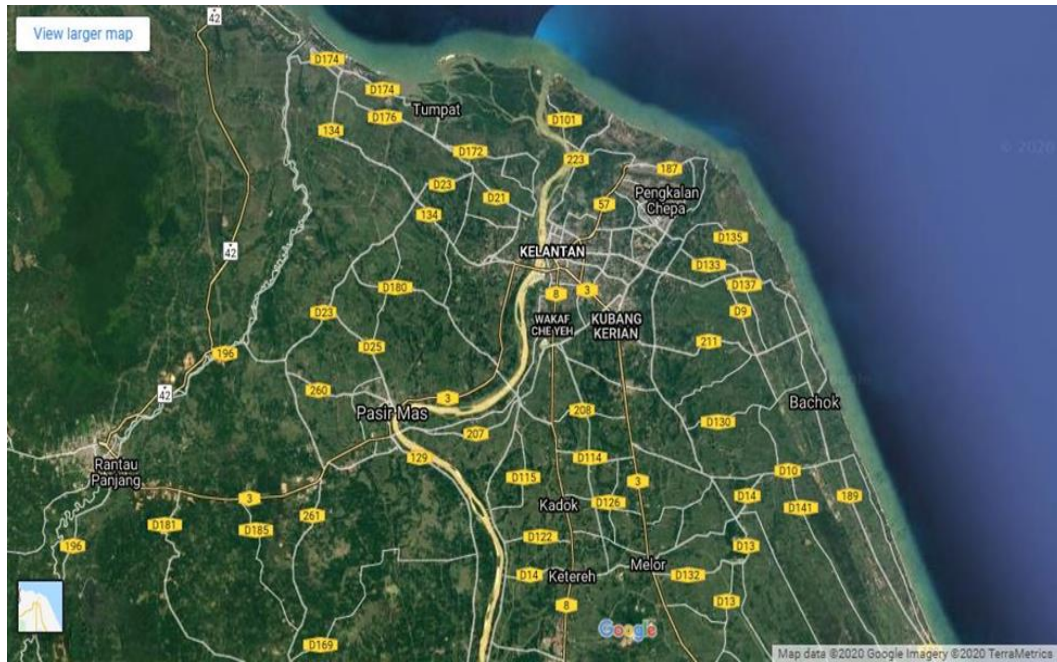 View larger map
42
D174
D174
Tumpat
D176
134
D101
D172
223
187
D23
D21
Pengkalan
Chepa
57
134
D135
42
KELANTAN
D133
D180
8
3
D137
D23
D9
WAKAF
CHE YEH
KUBANG
KERIAN
196
D25
211
42
260
3
Pasir Mas
208
Bachok
D130
207
129
D114
Rantau
Panjang
D115
3
D10
3
D126
D14
189
Kadok
D141
261
D181
D185
196
D122
D13
D14
Ketereh
Melor
D132
8
D13
Google
D169
Map data ©2020 Google Imagery ©2020 TerraMetrics